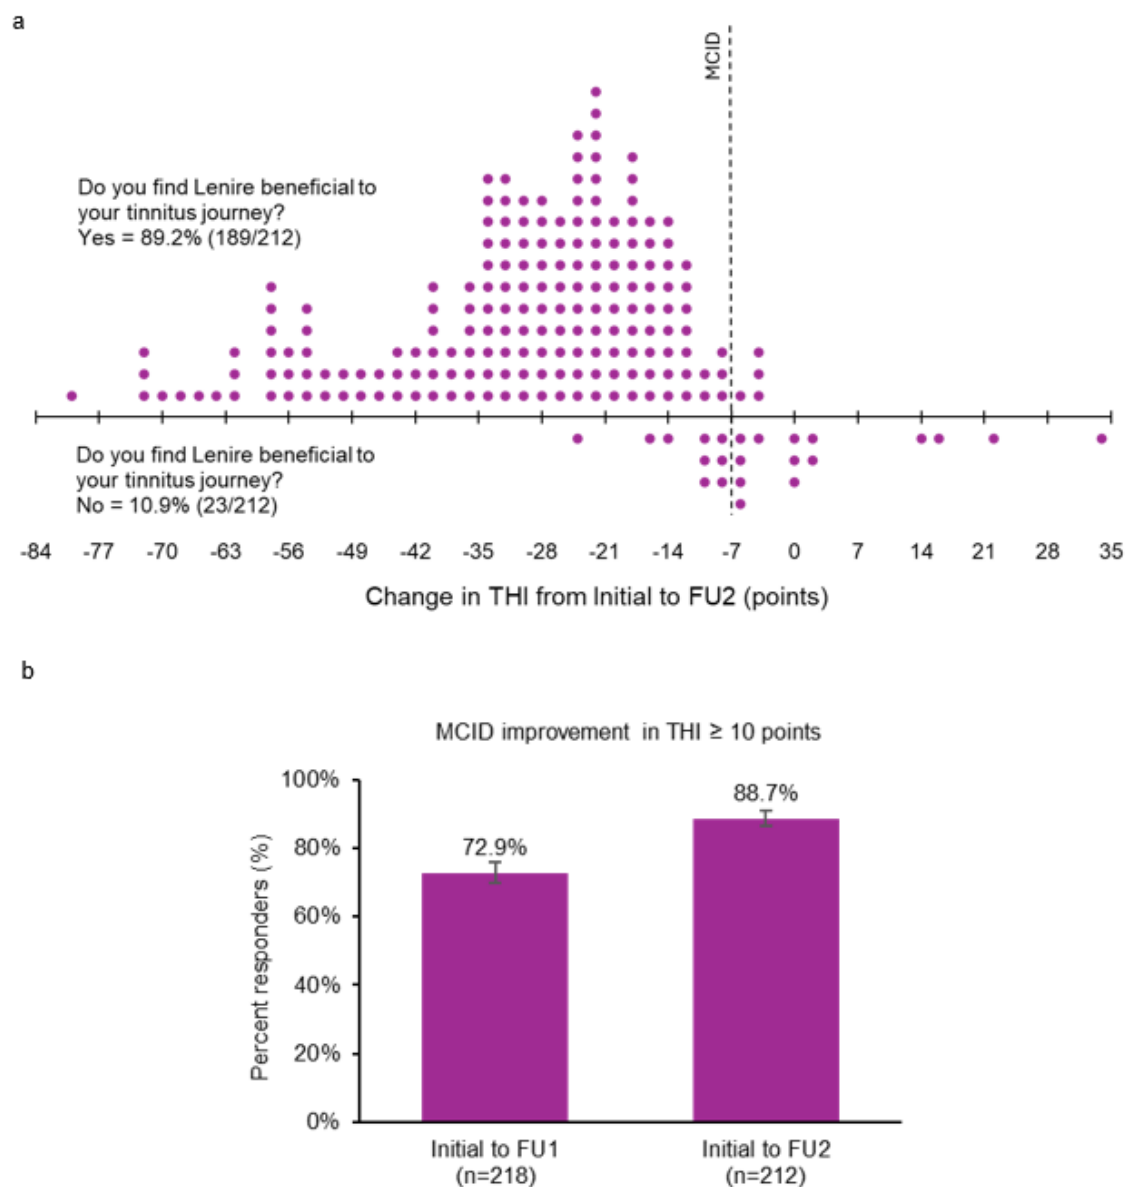 a
MCID
Do you find Lenire beneficial to
your tinnitus journey?
Yes = 89.2% (189/212)
Do you find Lenire beneficial to
your tinnitus journey?
No = 10.9% (23/212)
-84 -77 -70 -63 -56 -49 -42 -35 -28 -21 -14 -7 0 7 14 21 28 35
Change in THI from Initial to FU2 (points)
b
MCID improvement in THI ≥ 10 points
Percent responders (%)
100%
80%
60%
40%
20%
0%
72.9%
88.7%
Initial to FU1
(n=218)
Initial to FU2
(n=212)